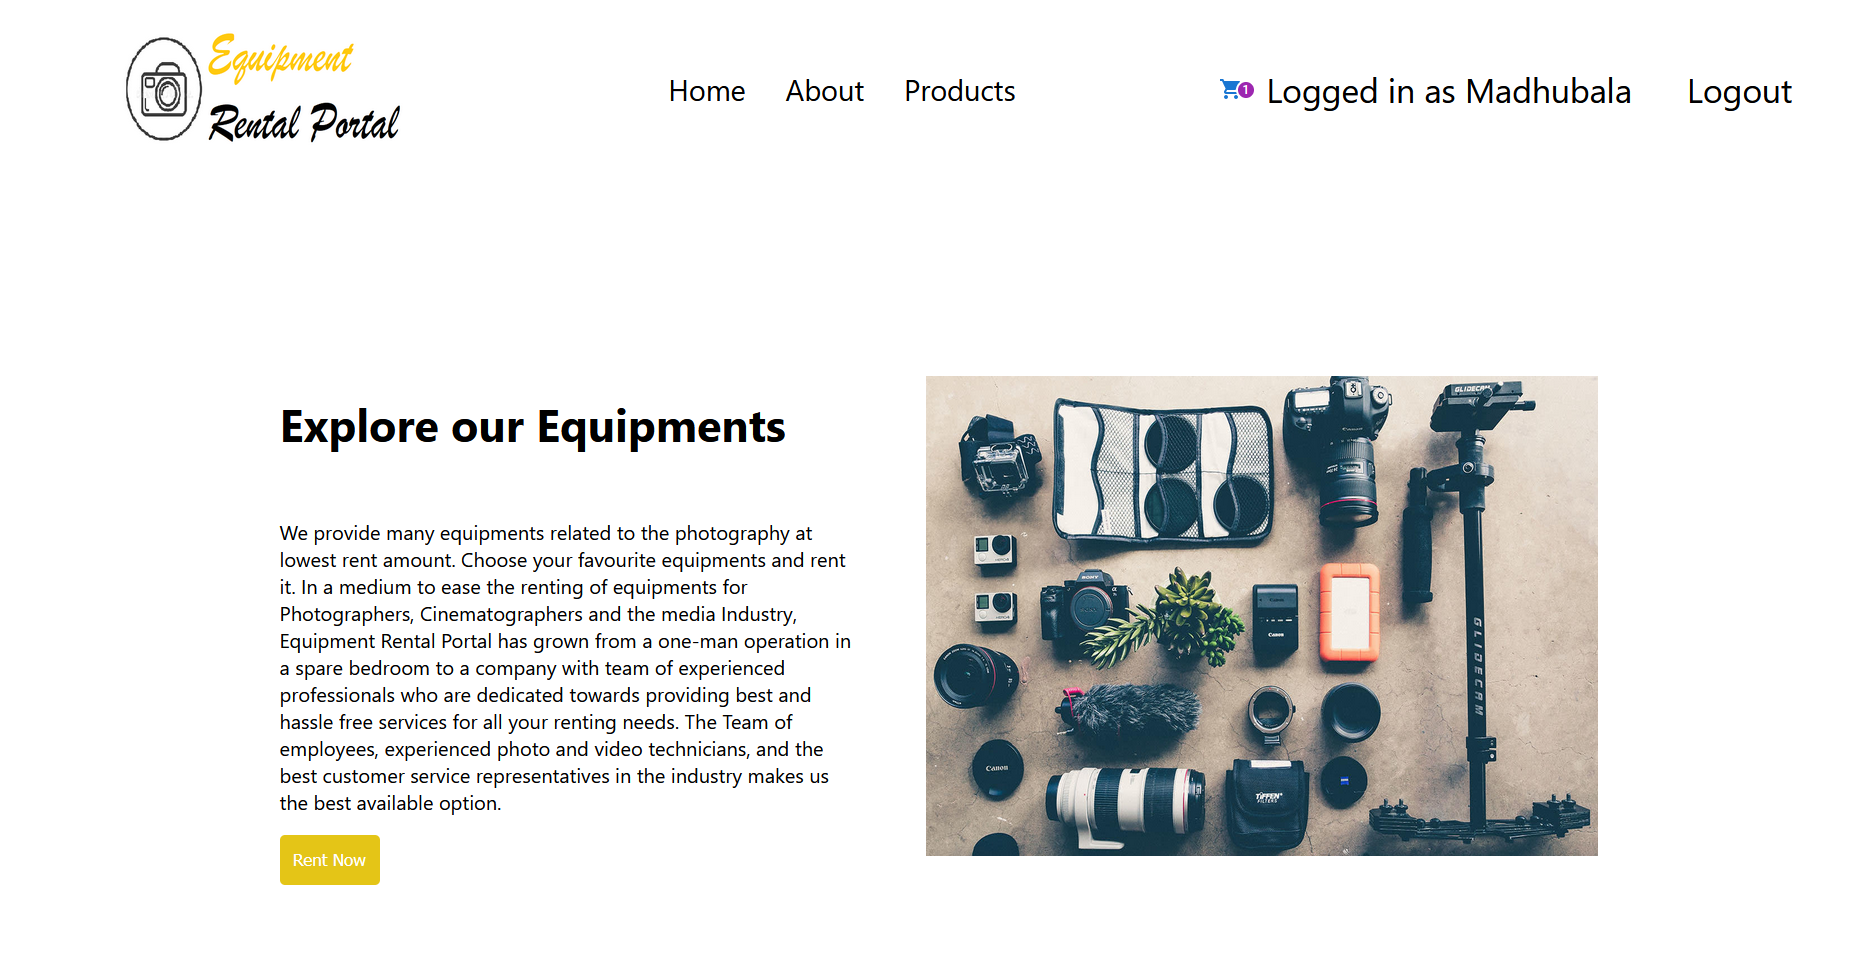 Equipment
Rental Portal
Home About Products
1 Logged in as Madhubala Logout
Explore our Equipments
We provide many equipments related to the photography at
lowest rent amount. Choose your favourite equipments and rent
it. In a medium to ease the renting of equipments for
Photographers, Cinematographers and the media Industry,
Equipment Rental Portal has grown from a one-man operation in
a spare bedroom to a company with team of experienced
professionals who are dedicated towards providing best and
hassle free services for all your renting needs. The Team of
employees, experienced photo and video technicians, and the
best customer service representatives in the industry makes us
the best available option.
Rent Now
GLIDECAM
Canon
SONY
Canon
GLIDECAM
Canon
TIFFEN
FILTERS